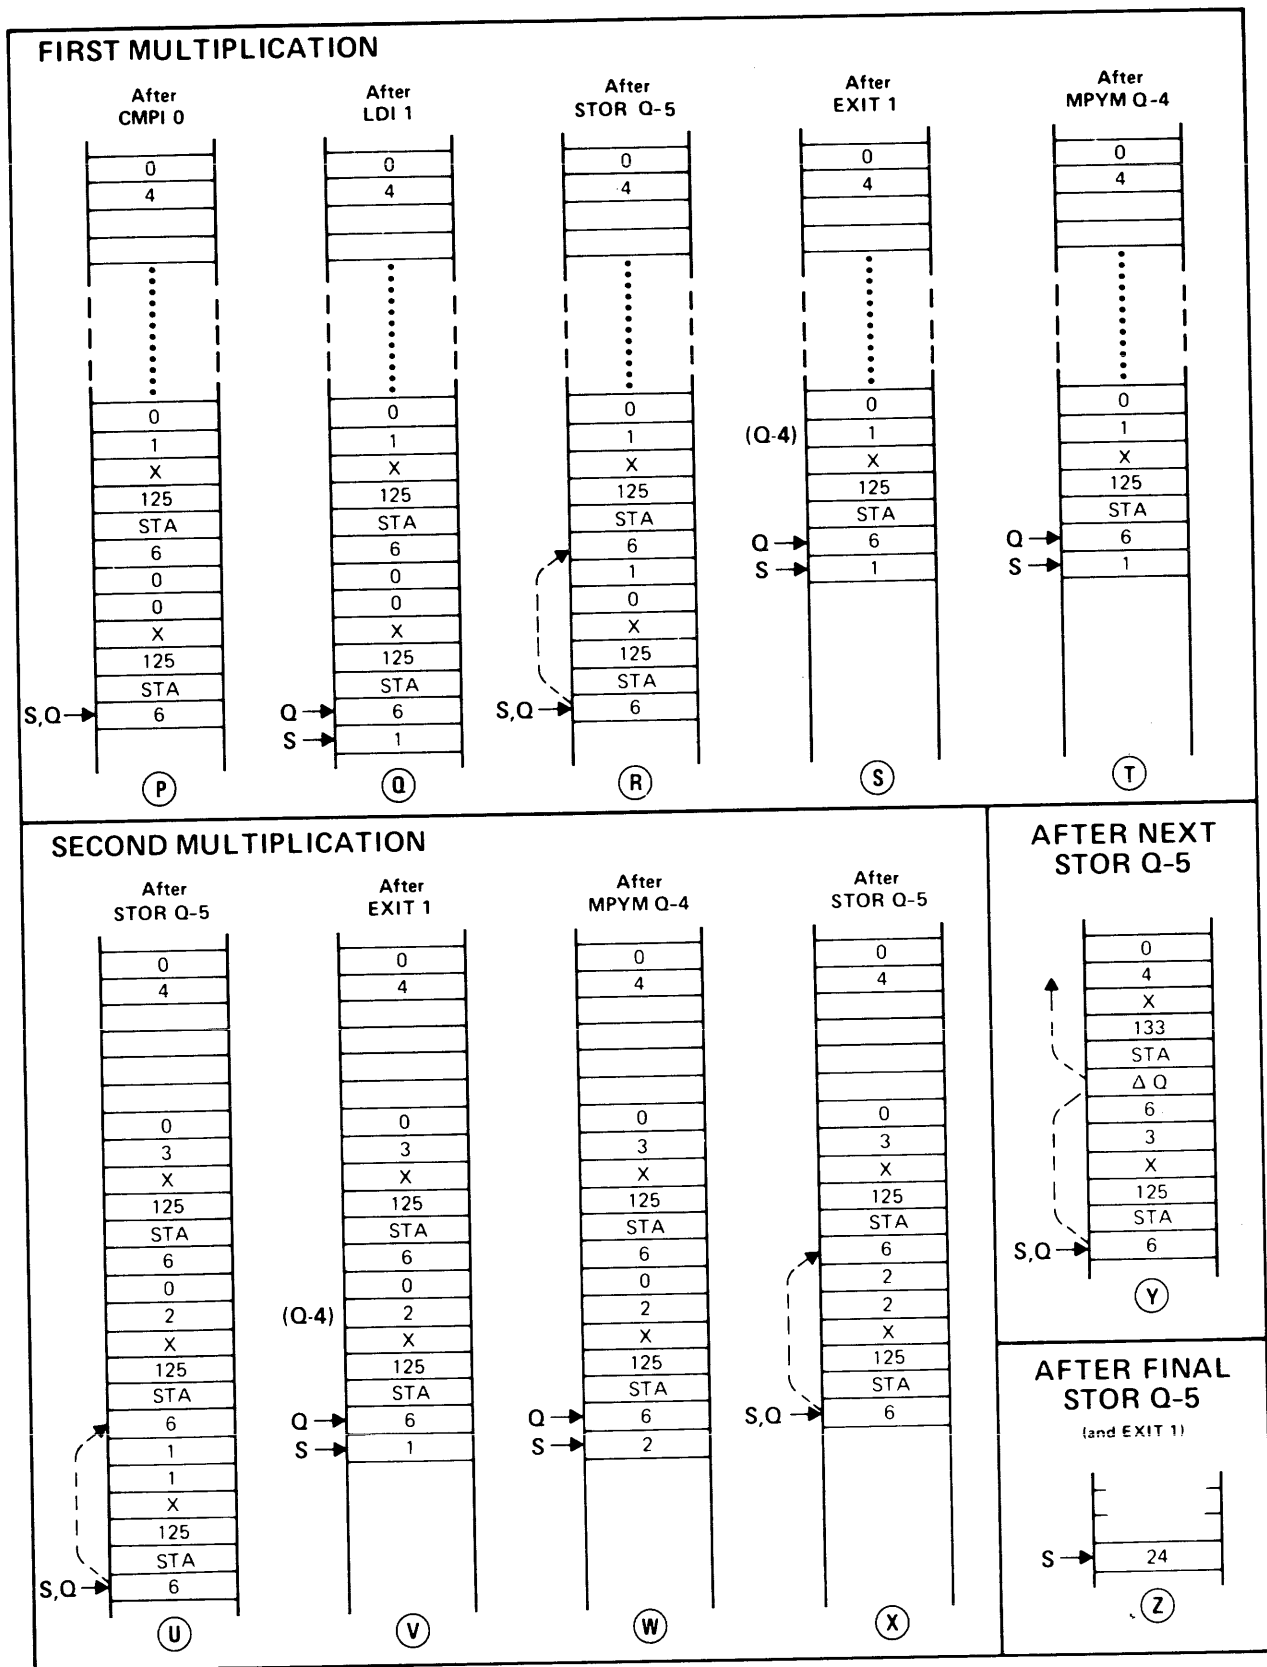 FIRST MULTIPLICATION
After
CMPI 0
0
4
0
1
X
125
STA
6
0
0
X
125
STA
S,Q 6
P
After
LDI 1
0
4
0
1
X
125
STA
6
0
0
X
125
STA
Q 6
S 1
Q
After
STOR Q-5
0
4
0
1
X
125
STA
6
1
0
X
125
STA
S,Q 6
R
After
EXIT 1
0
4
0
(Q-4) 1
X
125
STA
Q 6
S 1
S
After
MPYM Q-4
0
4
0
1
X
125
STA
Q 6
S 1
T
SECOND MULTIPLICATION
After
STOR Q-5
0
4
0
3
X
125
STA
6
0
2
X
125
STA
6
1
1
X
125
STA
S,Q 6
U
After
EXIT 1
0
4
0
3
X
125
STA
6
0
(Q-4) 2
X
125
STA
Q 6
S 1
V
After
MPYM Q-4
0
4
0
3
X
125
STA
6
0
2
X
125
STA
Q 6
S 2
W
After
STOR Q-5
0
4
0
3
X
125
STA
6
2
2
X
125
STA
S,Q 6
X
AFTER NEXT
STOR Q-5
0
4
X
133
STA
Δ Q
6
3
X
125
STA
S,Q 6
Y
AFTER FINAL
STOR Q-5
(and EXIT 1)
S 24
Z